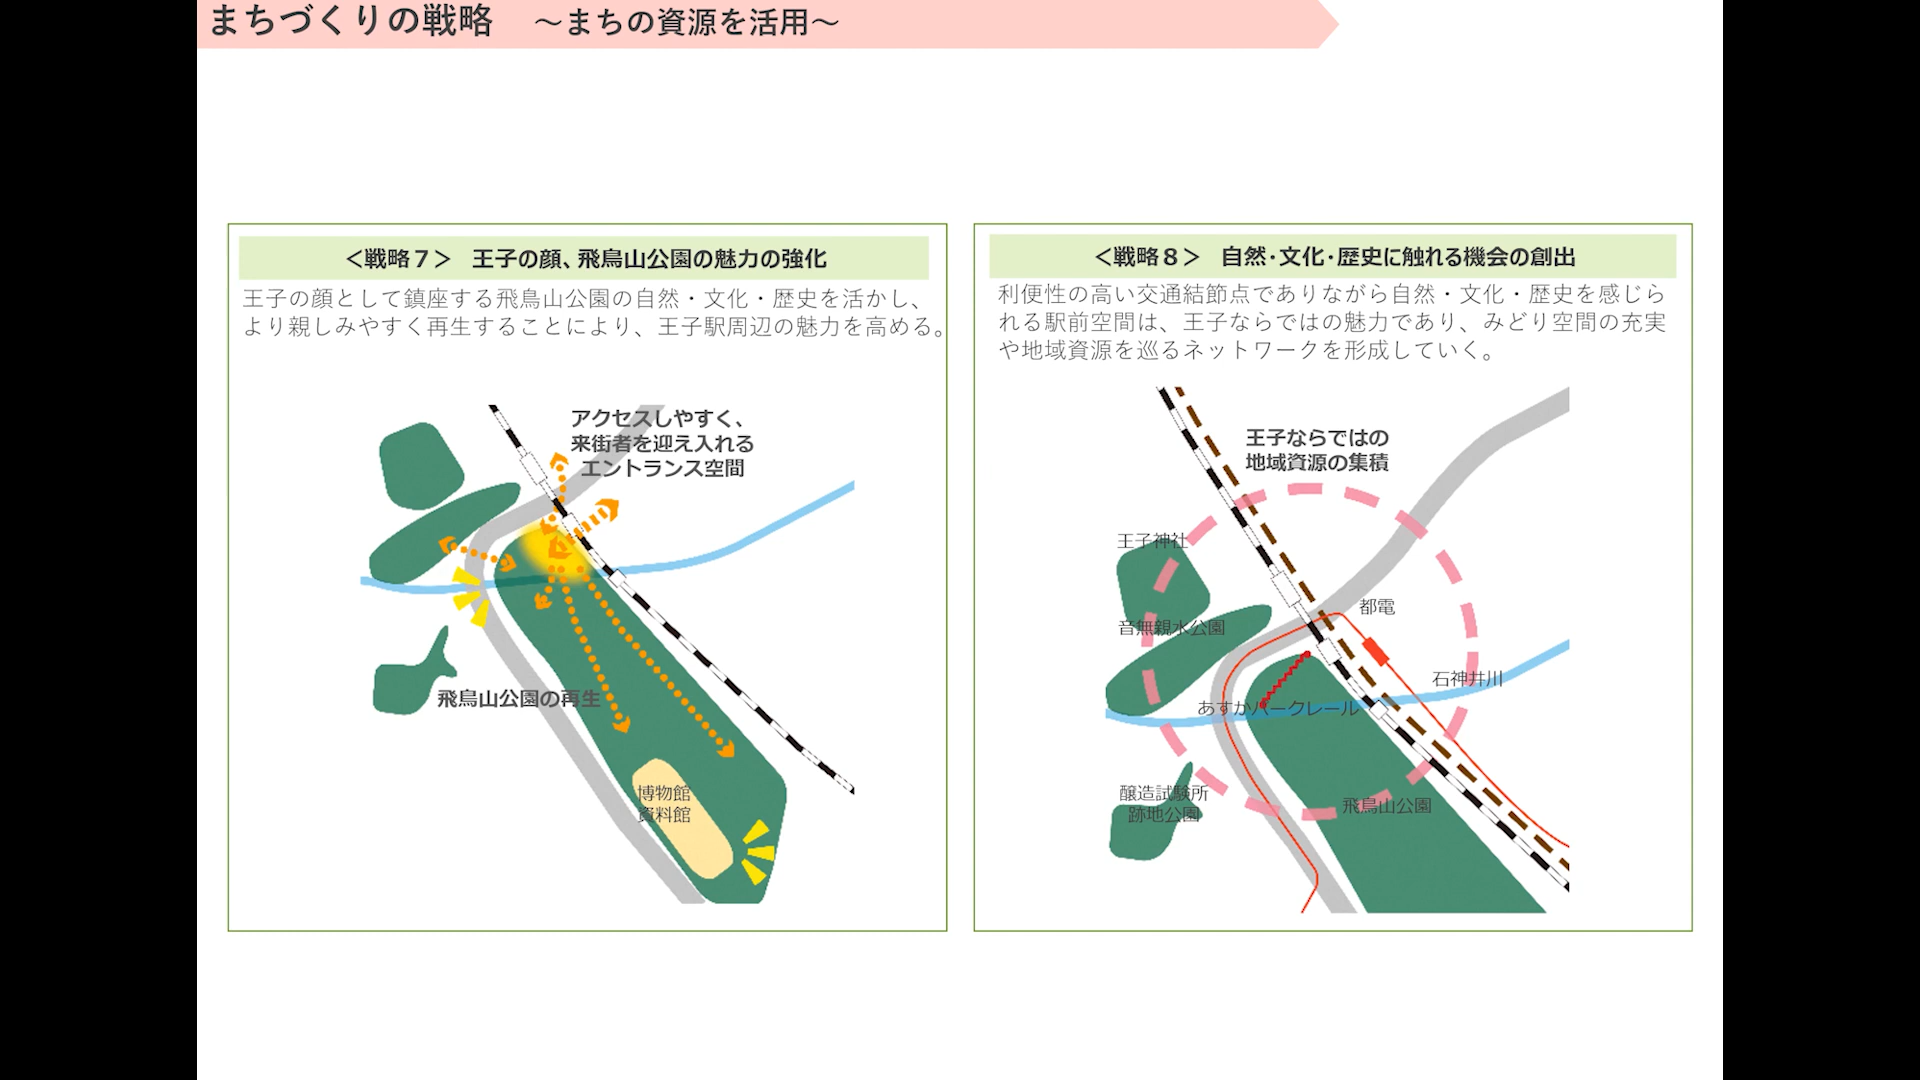 まちづくりの戦略　～まちの資源を活用～
＜戦略７＞　王子の顔、飛鳥山公園の魅力の強化
王子の顔として鎮座する飛鳥山公園の自然・文化・歴史を活かし、
より親しみやすく再生することにより、王子駅周辺の魅力を高める。
アクセスしやすく、
来街者を迎え入れる
エントランス空間
飛鳥山公園の再生
博物館
資料館
＜戦略８＞　自然･文化･歴史に触れる機会の創出
利便性の高い交通結節点でありながら自然・文化・歴史を感じら
れる駅前空間は、王子ならではの魅力であり、みどり空間の充実
や地域資源を巡るネットワークを形成していく。
王子ならではの
地域資源の集積
王子神社
都電
音無親水公園
石神井川
あすかパークレール
醸造試験所
跡地公園
飛鳥山公園